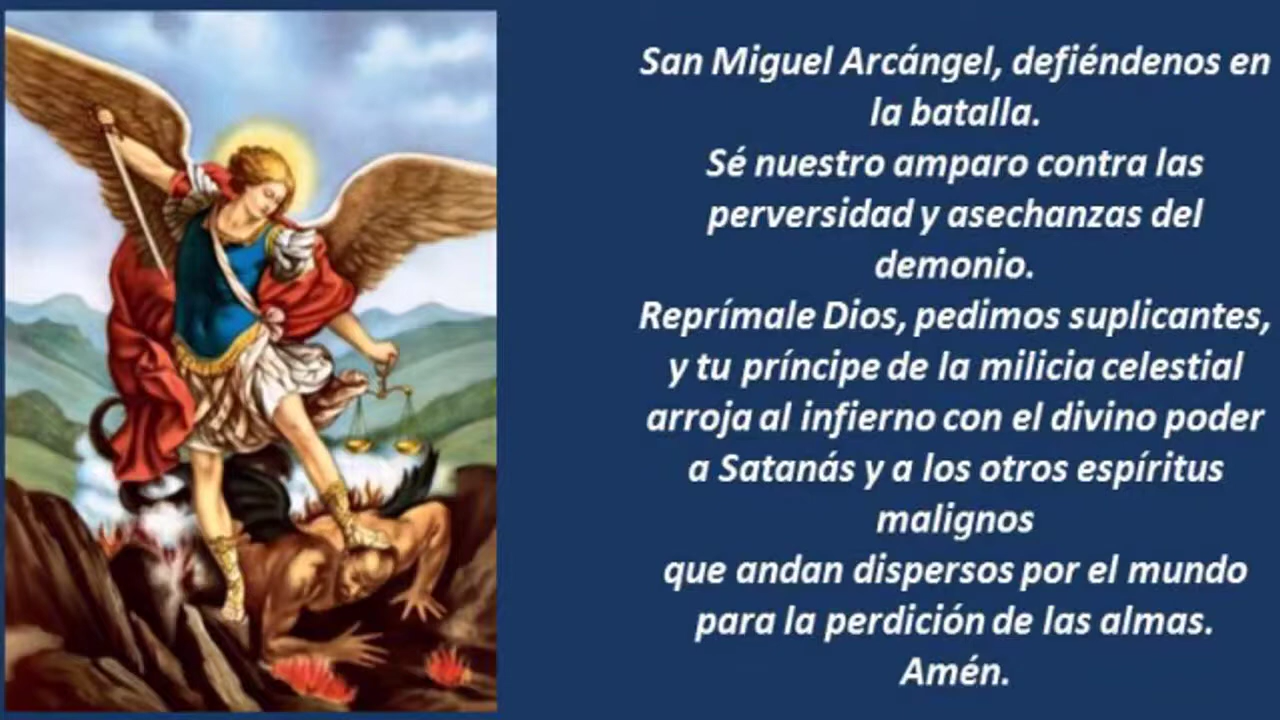 San Miguel Arcángel, defiéndenos en
la batalla.
Sé nuestro amparo contra las
perversidad y asechanzas del
demonio.
Reprímale Dios, pedimos suplicantes,
y tu príncipe de la milicia celestial
arroja al infierno con el divino poder
a Satanás y a los otros espíritus
malignos
que andan dispersos por el mundo
para la perdición de las almas.
Amén.